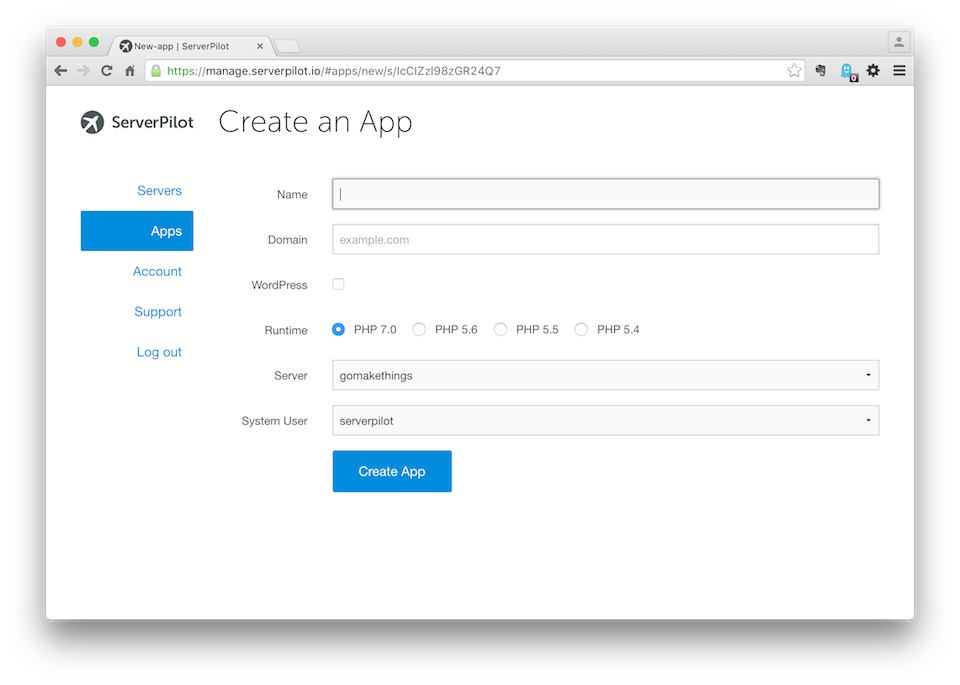 New-app | ServerPilot
https://manage.serverpilot.io/#apps/new/s/IcCIZzI98zGR24Q7
ServerPilot
Create an App
Servers
Apps
Account
Support
Log out
Name
Domain
example.com
WordPress
Runtime
PHP 7.0
PHP 5.6
PHP 5.5
PHP 5.4
Server
gomakethings
System User
serverpilot
Create App